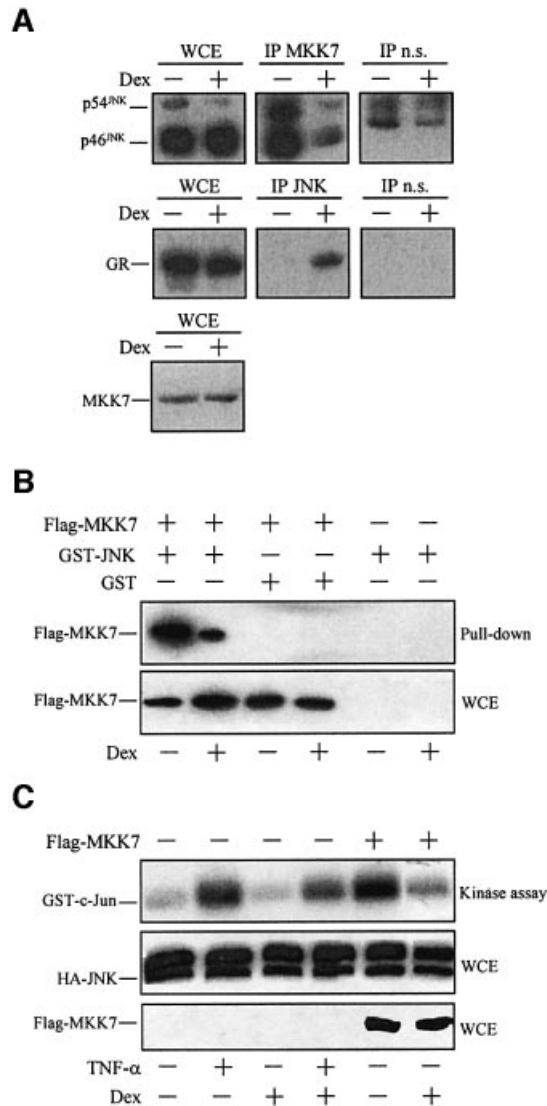 A
WCE IP MKK7 IP n.s.
Dex — + — + — +
p54JNK
p46JNK
WCE IP JNK IP n.s.
Dex — + — + — +
GR
WCE
Dex — +
MKK7
B
Flag-MKK7 + + + + — —
GST-JNK + + — — + +
GST — — + + — —
Flag-MKK7 Pull-down
Flag-MKK7 WCE
Dex — + — + — +
C
Flag-MKK7 — — — — + +
GST-c-Jun Kinase assay
HA-JNK WCE
Flag-MKK7 WCE
TNF-α — + — + — —
Dex — — + + — +